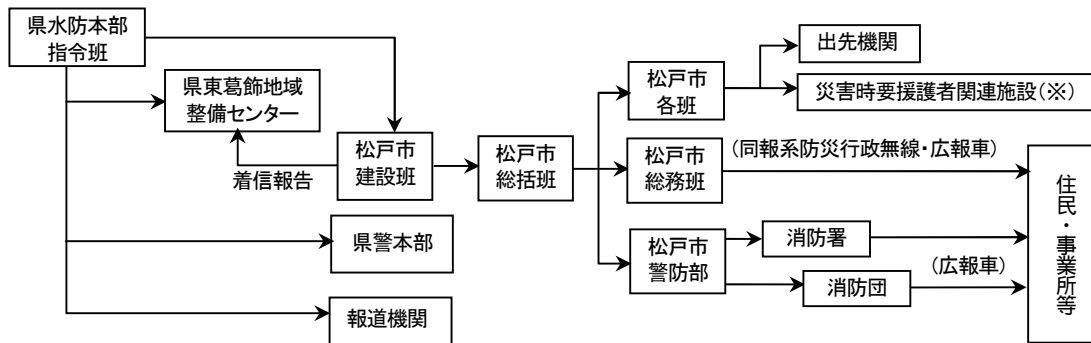 県水防本部
指令班
県東葛飾地域
整備センター
着信報告
松戸市
建設班
県警本部
報道機関
松戸市
総括班
松戸市
各班
出先機関
災害時要援護者関連施設(※)
松戸市
総務班
(同報系防災行政無線・広報車)
松戸市
警防部
消防署
消防団
(広報車)
住民・事業所等